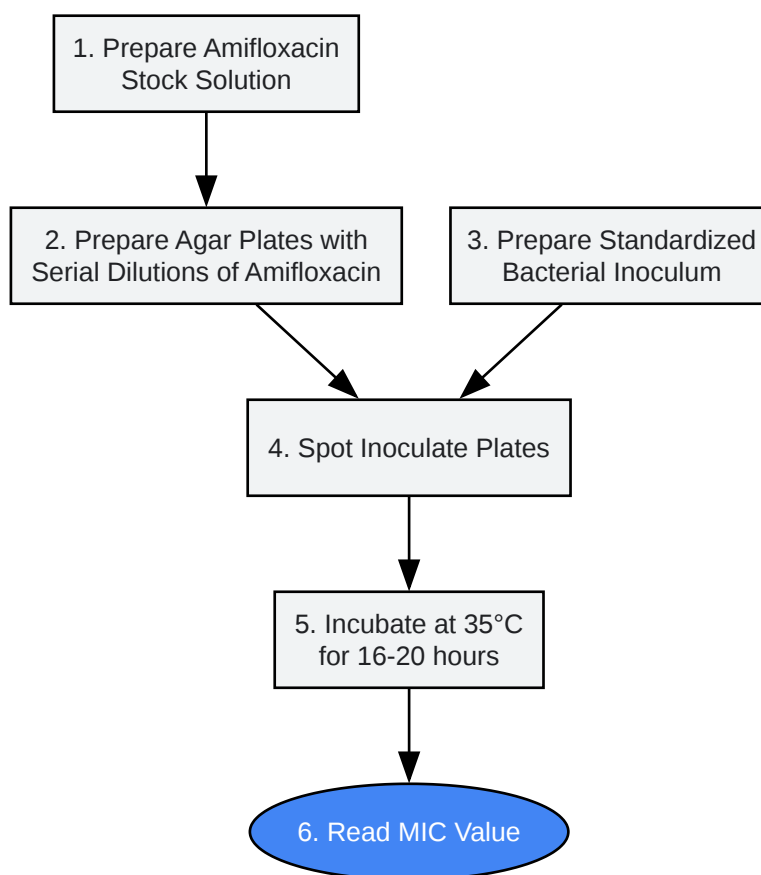 1. Prepare Amifloxacin
Stock Solution
2. Prepare Agar Plates with
Serial Dilutions of Amifloxacin
3. Prepare Standardized
Bacterial Inoculum
4. Spot Inoculate Plates
5. Incubate at 35°C
for 16-20 hours
6. Read MIC Value